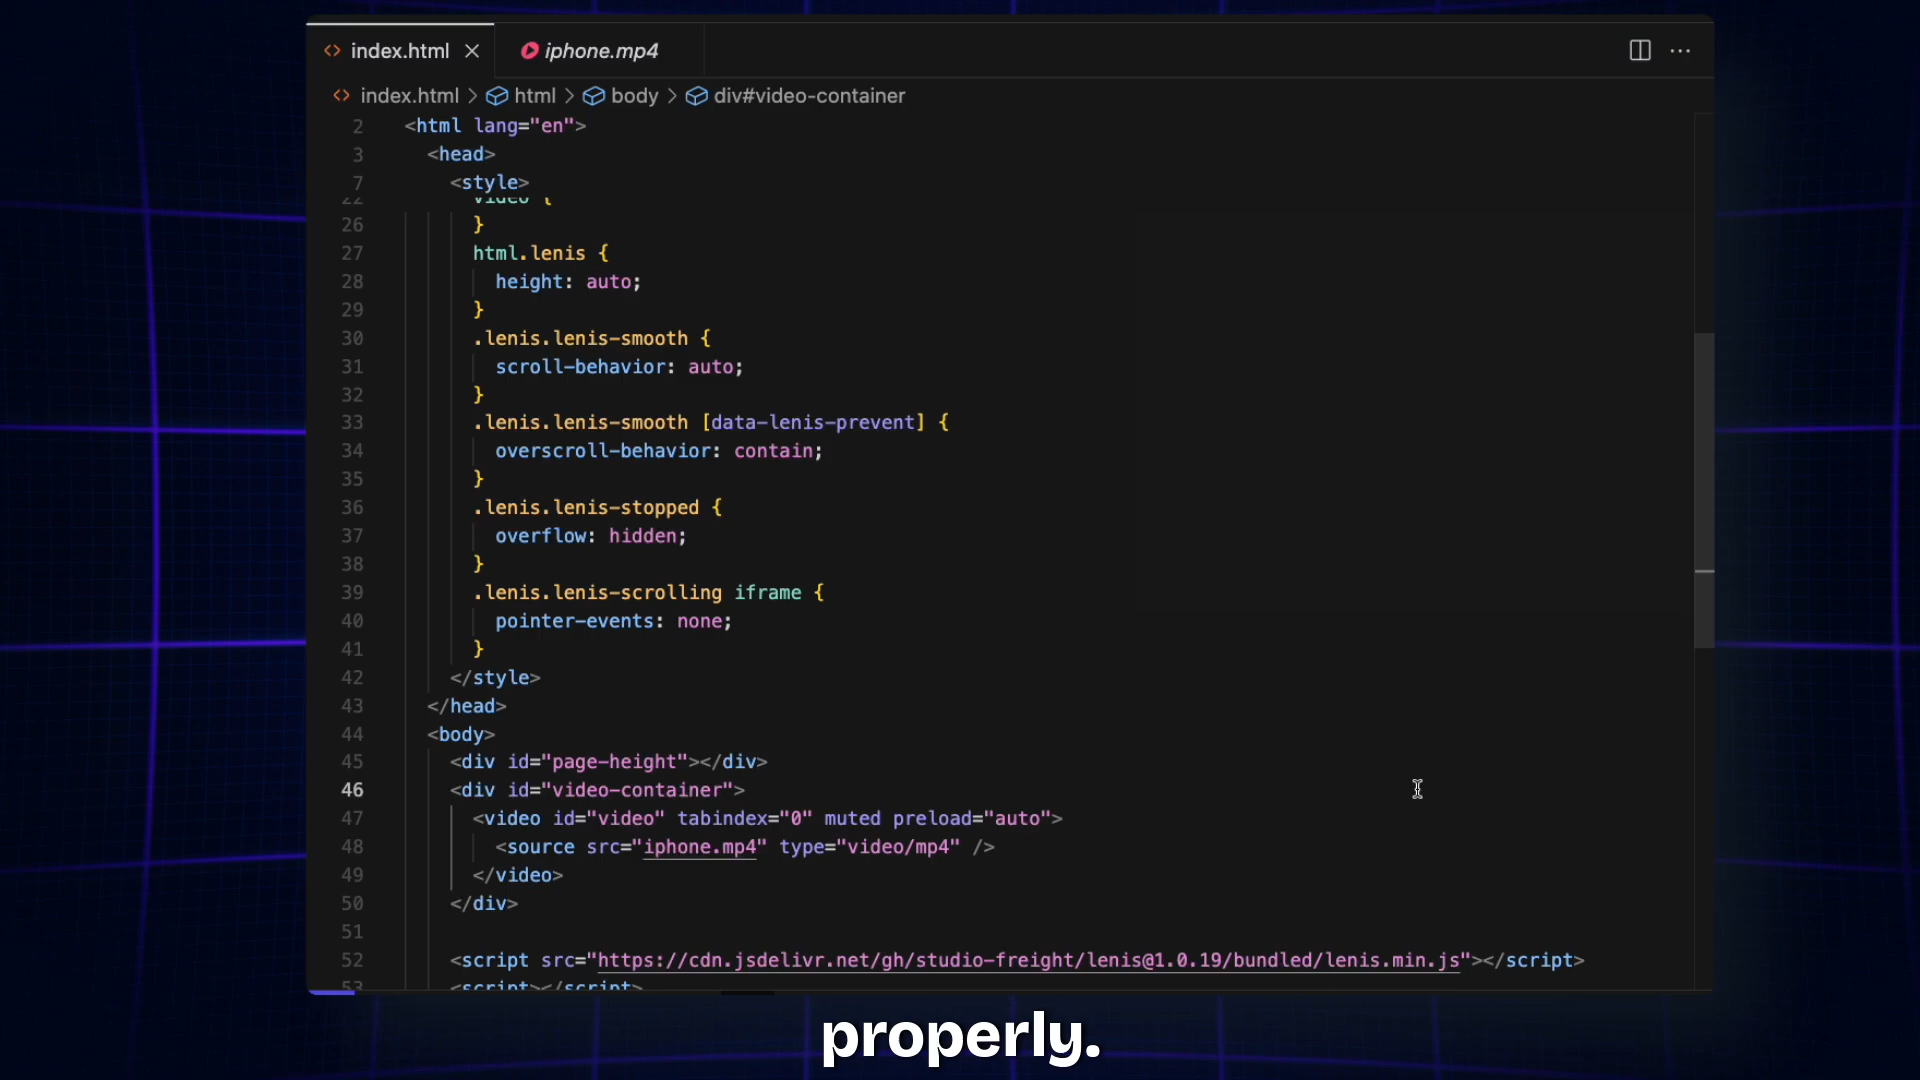 index.html
iphone.mp4
index.html > html > body > div#video-container
2 <html lang="en">
3 <head>
7 <style>
22 video {
26 }
27 html.lenis {
28 height: auto;
29 }
30 .lenis.lenis-smooth {
31 scroll-behavior: auto;
32 }
33 .lenis.lenis-smooth [data-lenis-prevent] {
34 overscroll-behavior: contain;
35 }
36 .lenis.lenis-stopped {
37 overflow: hidden;
38 }
39 .lenis.lenis-scrolling iframe {
40 pointer-events: none;
41 }
42 </style>
43 </head>
44 <body>
45 <div id="page-height"></div>
46 <div id="video-container">
47 <video id="video" tabindex="0" muted preload="auto">
48 <source src="iphone.mp4" type="video/mp4" />
49 </video>
50 </div>
51
52 <script src="https://cdn.jsdelivr.net/gh/studio-freight/lenis@1.0.19/bundled/lenis.min.js"></script>
53 <script></script>
properly.